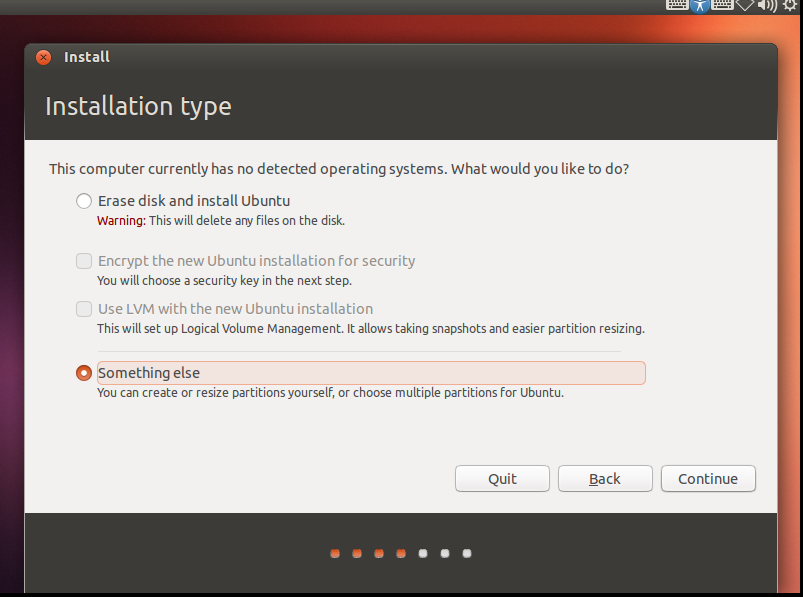 Install
Installation type
This computer currently has no detected operating systems. What would you like to do?
Erase disk and install Ubuntu
Warning: This will delete any files on the disk.
Encrypt the new Ubuntu installation for security
You will choose a security key in the next step.
Use LVM with the new Ubuntu installation
This will set up Logical Volume Management. It allows taking snapshots and easier partition resizing.
Something else
You can create or resize partitions yourself, or choose multiple partitions for Ubuntu.
Quit Back Continue